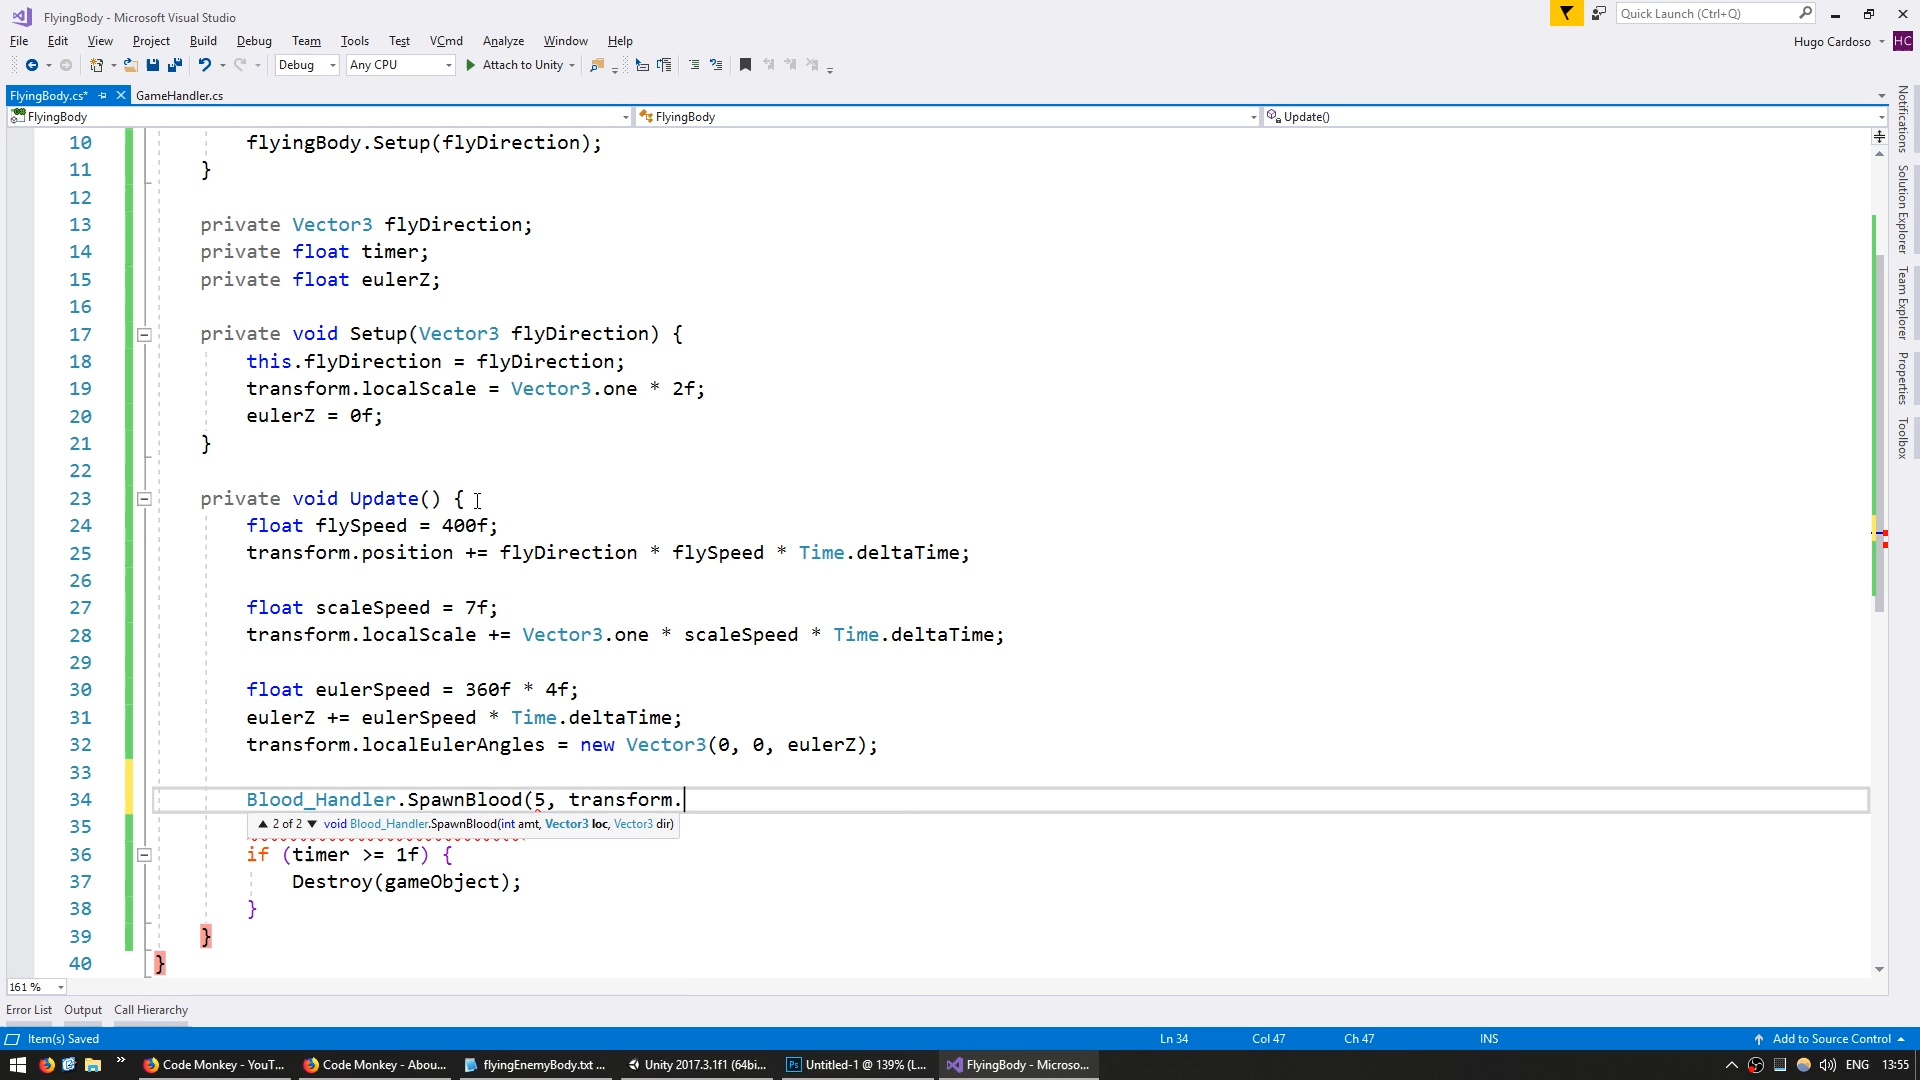 FlyingBody - Microsoft Visual Studio
Quick Launch (Ctrl+Q)
File Edit View Project Build Debug Team Tools Test VCmd Analyze Window Help
Hugo Cardoso HC
Debug Any CPU Attach to Unity
FlyingBody.cs* GameHandler.cs
FlyingBody FlyingBody Update()
10 flyingBody.Setup(flyDirection);
11 }
12
13 private Vector3 flyDirection;
14 private float timer;
15 private float eulerZ;
16
17 private void Setup(Vector3 flyDirection) {
18 this.flyDirection = flyDirection;
19 transform.localScale = Vector3.one * 2f;
20 eulerZ = 0f;
21 }
22
23 private void Update() {
24 float flySpeed = 400f;
25 transform.position += flyDirection * flySpeed * Time.deltaTime;
26
27 float scaleSpeed = 7f;
28 transform.localScale += Vector3.one * scaleSpeed * Time.deltaTime;
29
30 float eulerSpeed = 360f * 4f;
31 eulerZ += eulerSpeed * Time.deltaTime;
32 transform.localEulerAngles = new Vector3(0, 0, eulerZ);
33
34 Blood_Handler.SpawnBlood(5, transform.
2 of 2 void Blood_Handler.SpawnBlood(int amt, Vector3 loc, Vector3 dir)
35
36 if (timer >= 1f) {
37 Destroy(gameObject);
38 }
39 }
40 }
Notifications
Solution Explorer
Team Explorer
Properties
Toolbox
161 %
Error List Output Call Hierarchy
Item(s) Saved Ln 34 Col 47 Ch 47 INS Add to Source Control
Code Monkey - YouT... Code Monkey - Abou... flyingEnemyBody.txt ... Unity 2017.3.1f1 (64bi... Untitled-1 @ 139% (L... FlyingBody - Microso... ENG 13:55